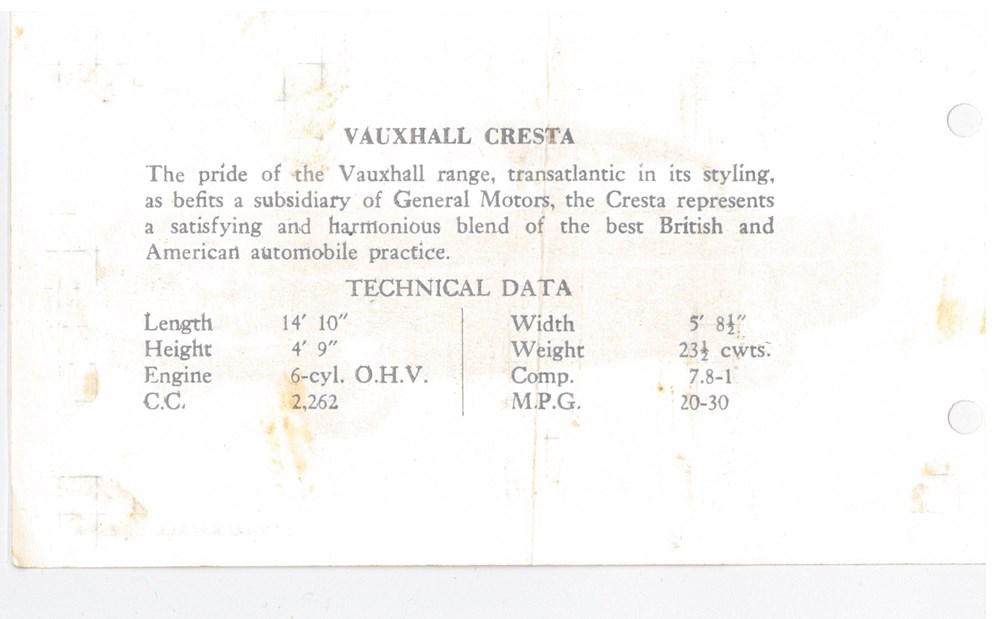 VAUXHALL CRESTA
The pride of the Vauxhall range, transatlantic in its styling,
as befits a subsidiary of General Motors, the Cresta represents
a satisfying and harmonious blend of the best British and
American automobile practice.
TECHNICAL DATA
Length 14′ 10″ Width 5′ 8½″
Height 4′ 9″ Weight 23½ cwts.
Engine 6-cyl. O.H.V. Comp. 7.8-1
C.C. 2,262 M.P.G. 20-30